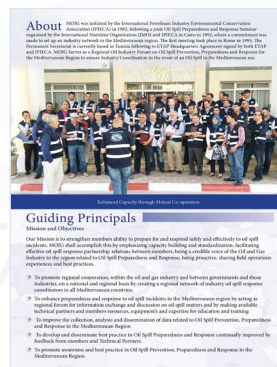 About MOIG was initiated by the International Petroleum Industry Environmental Conservation
Association (IPIECA) in 1992, following a joint Oil Spill Preparedness and Response Seminar
organized by the International Maritime Organization (IMO) and IPIECA in Cairo in 1992, where a commitment was
made to set up an industry network in the Mediterranean region. The first meeting took place in Rome in 1995. The
Permanent Secretariat is currently based in Tunisia following to ETAP Headquarters Agreement signed by both ETAP
and IPIECA. MOIG Serves as a Regional Oil Industry Forum on Oil Spill Prevention, Preparedness and Response for
the Mediterranean Region to ensure Industry Coordination in the event of an Oil Spill in the Mediterranean sea.
Enhanced Capacity through Mutual Co-operation
Guiding Principals
Mission and Objectives
Our Mission is to strengthen members ability to prepare for and respond safely and effectively to oil spill
incidents. MOIG shall accomplish this by emphasizing capacity building and standardisation, facilitating
effective oil spill response partnership relations between members, being a credible voice of the Oil and Gas
Industry in the region related to Oil Spill Preparedness and Response, being proactive, sharing field operations
experiences and best practices.
To promote regional cooperation, within the oil and gas industry and between governments and those
industries, on a national and regional basis by creating a regional network of industry oil spill response
coordinators in all Mediterranean countries,
To enhance preparedness and response to oil spill incidents in the Mediterranean region by acting as
regional forum for information exchange and discussion on oil spill matters and by making available
technical partners and members resources, equipment's and expertise for education and training
To improve the collection, analysis and dissemination of data related to Oil Spill Prevention, Preparedness
and Response in the Mediterranean Region
To develop and disseminate best practice in Oil Spill Preparedness and Response continually improved by
feedback from members and Technical Partners.
To promote awareness and best practice in Oil Spill Prevention, Preparedness and Response in the
Mediterranean Region